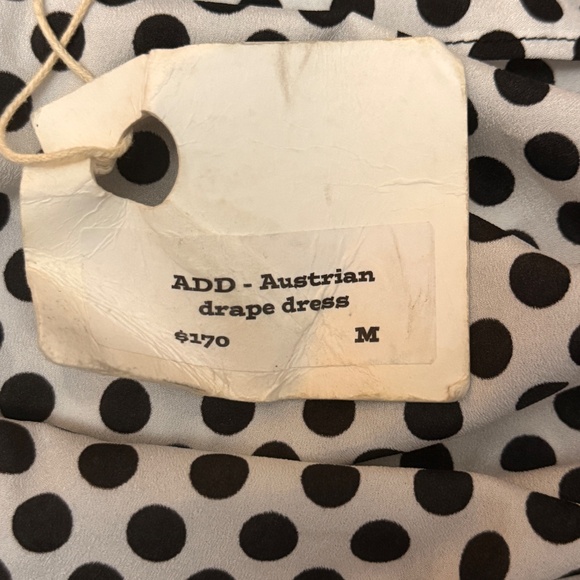 ADD - Austrian
drape dress
$170 M